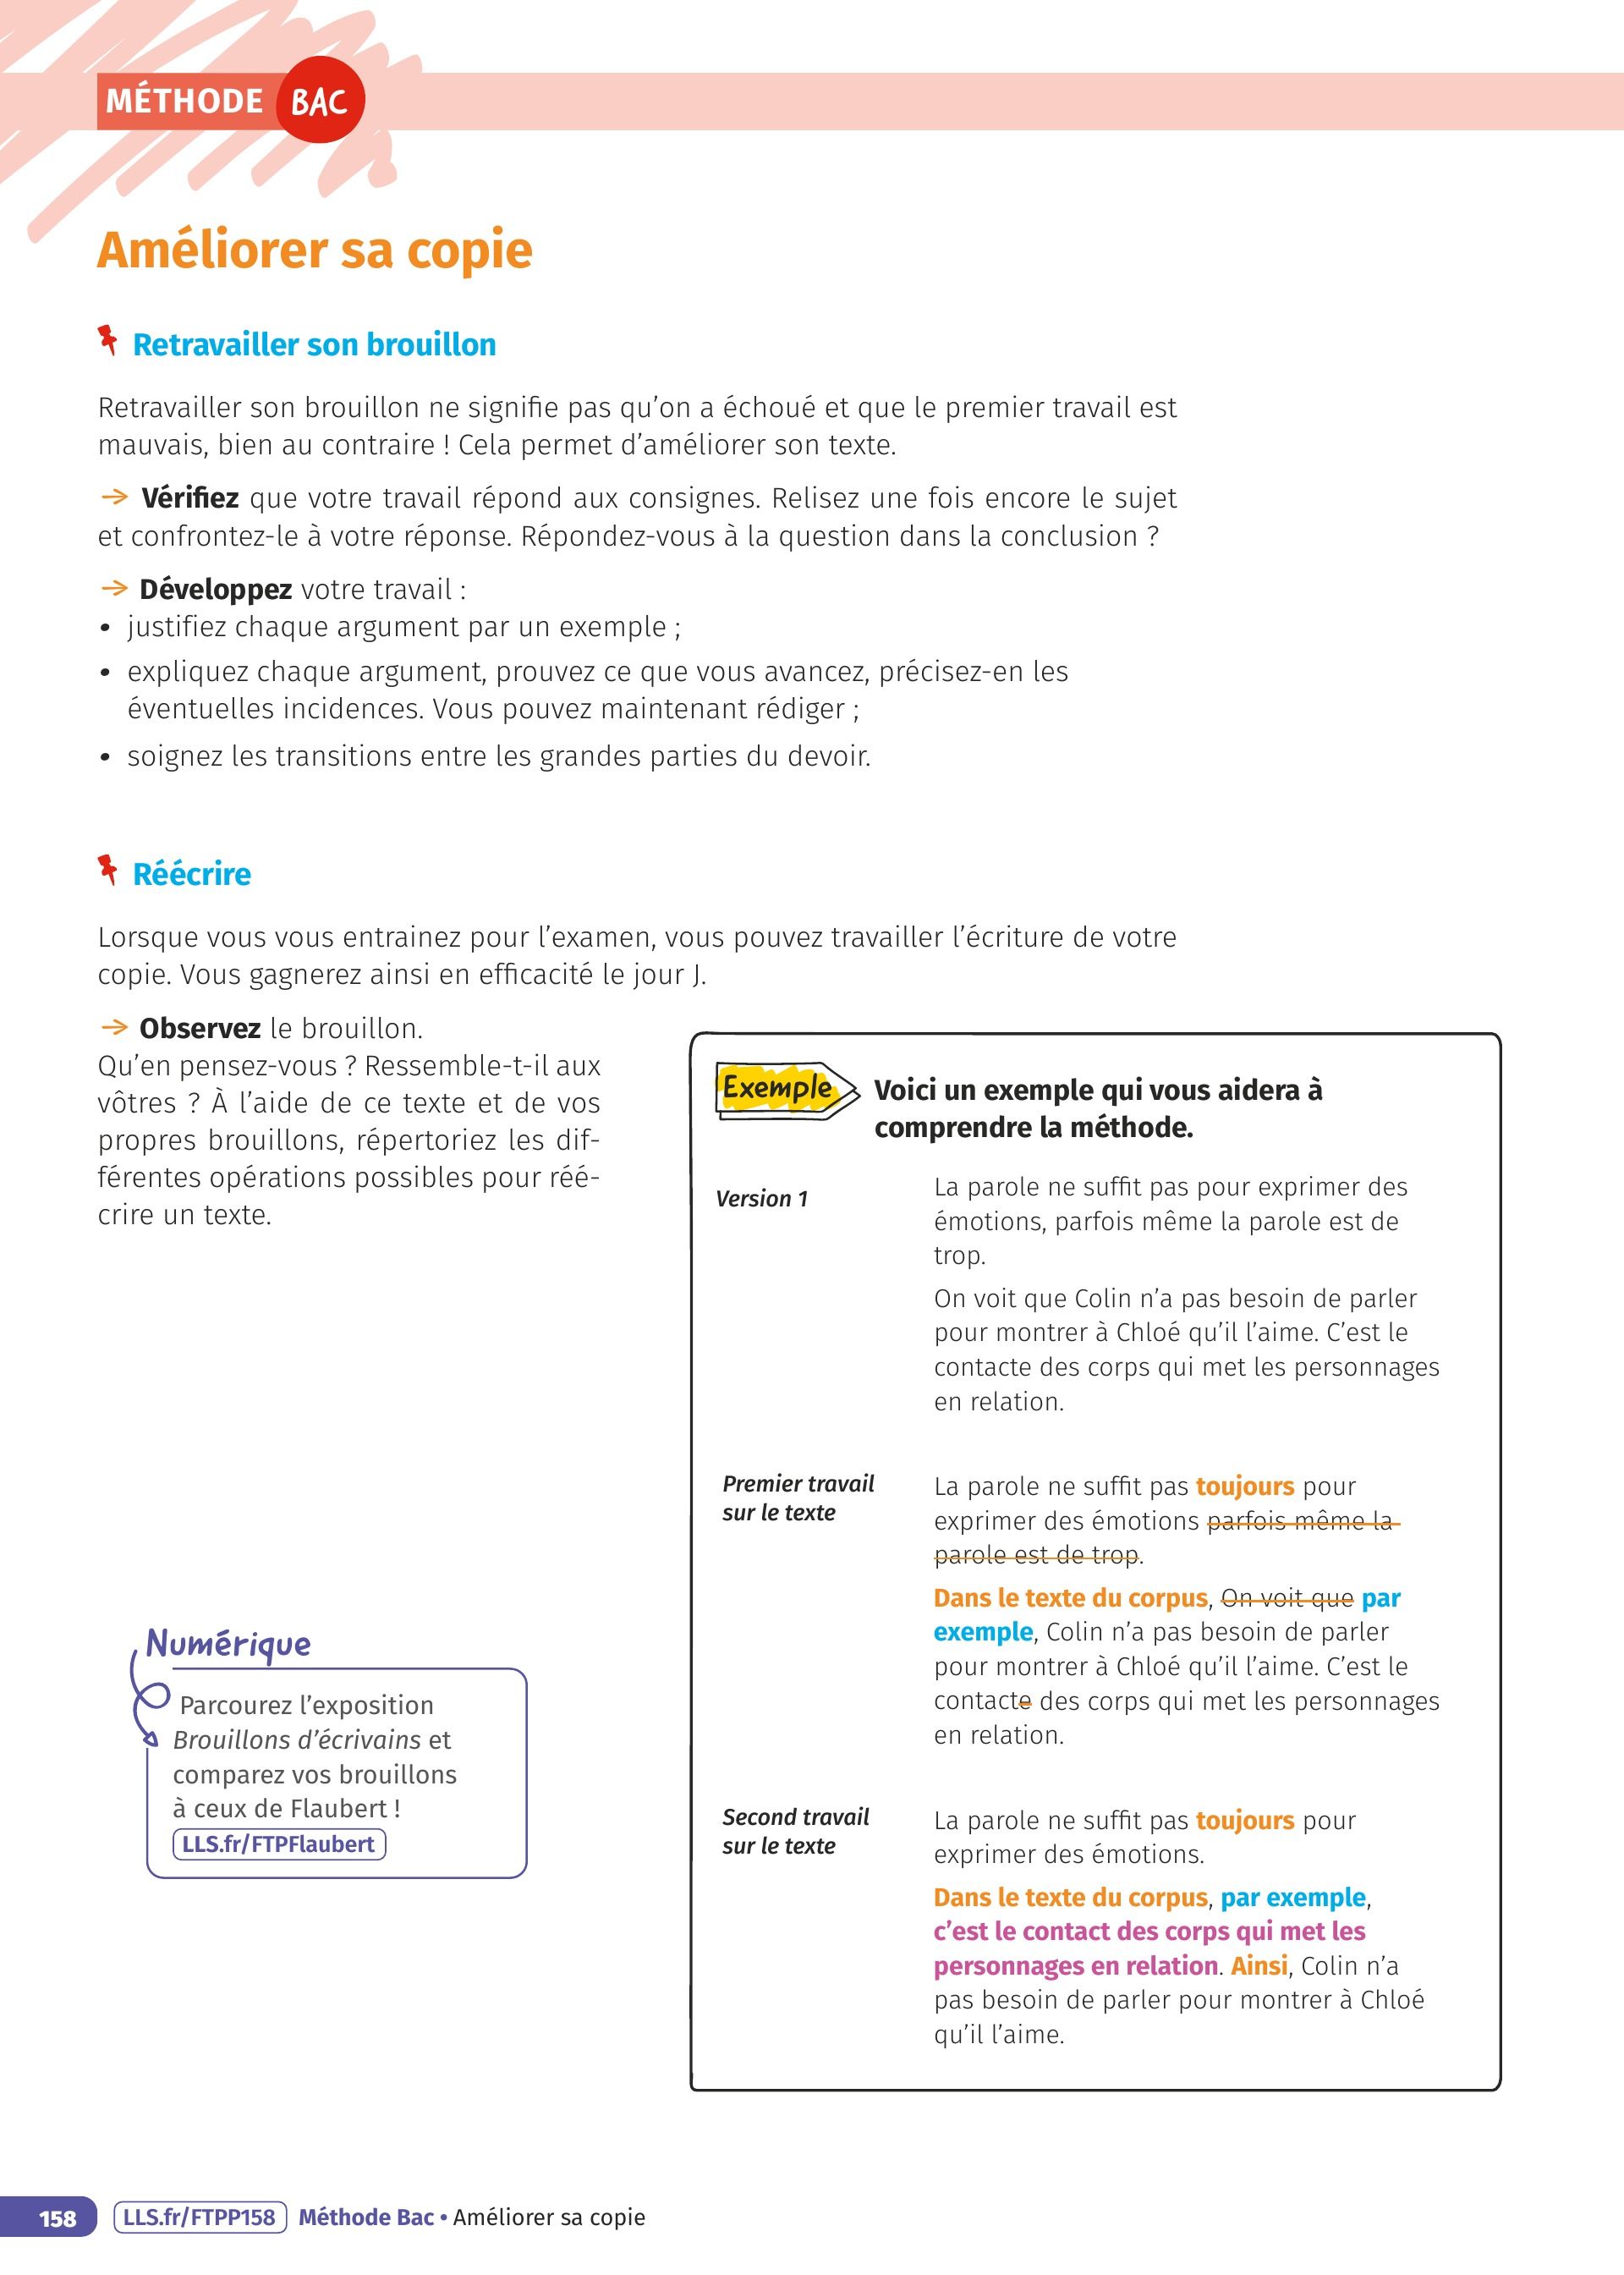 MÉTHODE BAC
Améliorer sa copie
Retravailler son brouillon
Retravailler son brouillon ne signifie pas qu’on a échoué et que le premier travail est
mauvais, bien au contraire ! Cela permet d’améliorer son texte.
→ Vérifiez que votre travail répond aux consignes. Relisez une fois encore le sujet
et confrontez-le à votre réponse. Répondez-vous à la question dans la conclusion ?
→ Développez votre travail :
• justifiez chaque argument par un exemple ;
• expliquez chaque argument, prouvez ce que vous avancez, précisez-en les
éventuelles incidences. Vous pouvez maintenant rédiger ;
• soignez les transitions entre les grandes parties du devoir.
Réécrire
Lorsque vous vous entrainez pour l’examen, vous pouvez travailler l’écriture de votre
copie. Vous gagnerez ainsi en efficacité le jour J.
→ Observez le brouillon.
Qu’en pensez-vous ? Ressemble-t-il aux
vôtres ? À l’aide de ce texte et de vos
propres brouillons, répertoriez les dif-
férentes opérations possibles pour réé-
crire un texte.
Numérique
Parcourez l’exposition
Brouillons d’écrivains et
comparez vos brouillons
à ceux de Flaubert !
LLS.fr/FTPFlaubert
Exemple
Voici un exemple qui vous aidera à
comprendre la méthode.
Version 1
La parole ne suffit pas pour exprimer des
émotions, parfois même la parole est de
trop.
On voit que Colin n’a pas besoin de parler
pour montrer à Chloé qu’il l’aime. C’est le
contacte des corps qui met les personnages
en relation.
Premier travail
sur le texte
La parole ne suffit pas toujours pour
exprimer des émotions parfois même la
parole est de trop.
Dans le texte du corpus, On voit que par
exemple, Colin n’a pas besoin de parler
pour montrer à Chloé qu’il l’aime. C’est le
contacte des corps qui met les personnages
en relation.
Second travail
sur le texte
La parole ne suffit pas toujours pour
exprimer des émotions.
Dans le texte du corpus, par exemple,
c’est le contact des corps qui met les
personnages en relation. Ainsi, Colin n’a
pas besoin de parler pour montrer à Chloé
qu’il l’aime.
158 LLS.fr/FTPP158 Méthode Bac • Améliorer sa copie